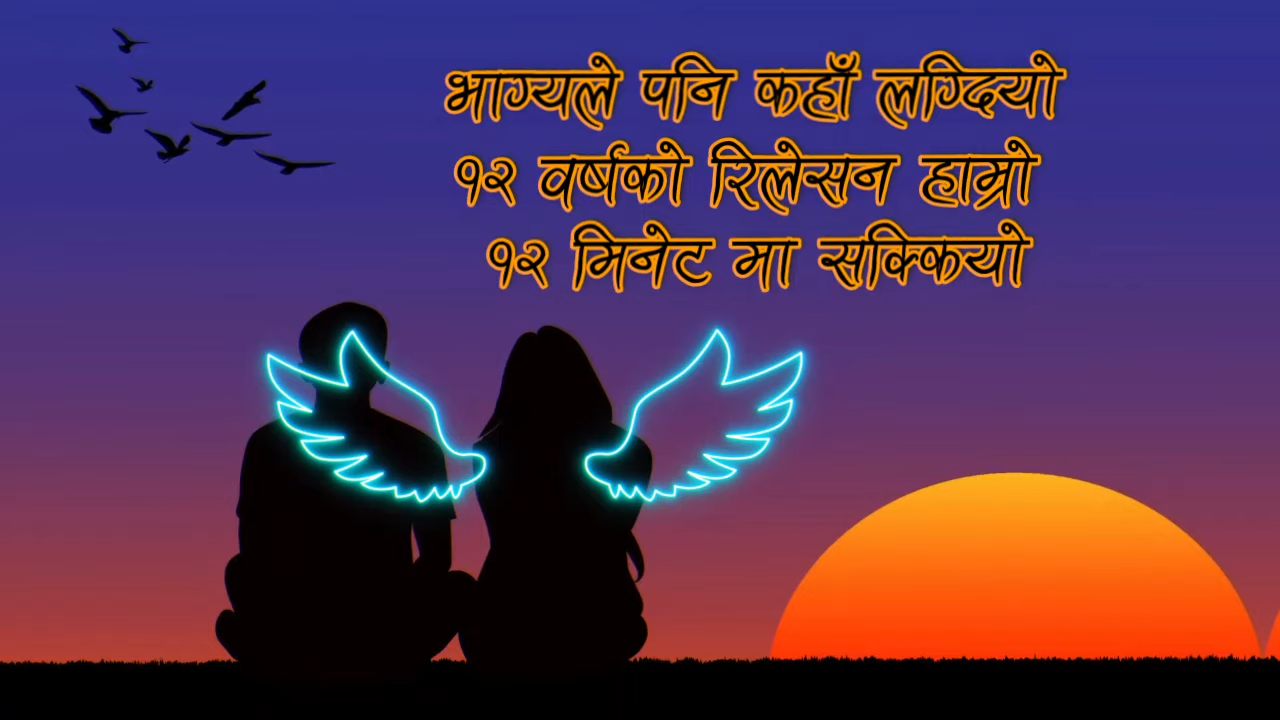 भाग्यले पनि कहाँ लग्दियो
१२ वर्षको रिलेसन हाम्रो
१२ मिनेट मा सक्कियो